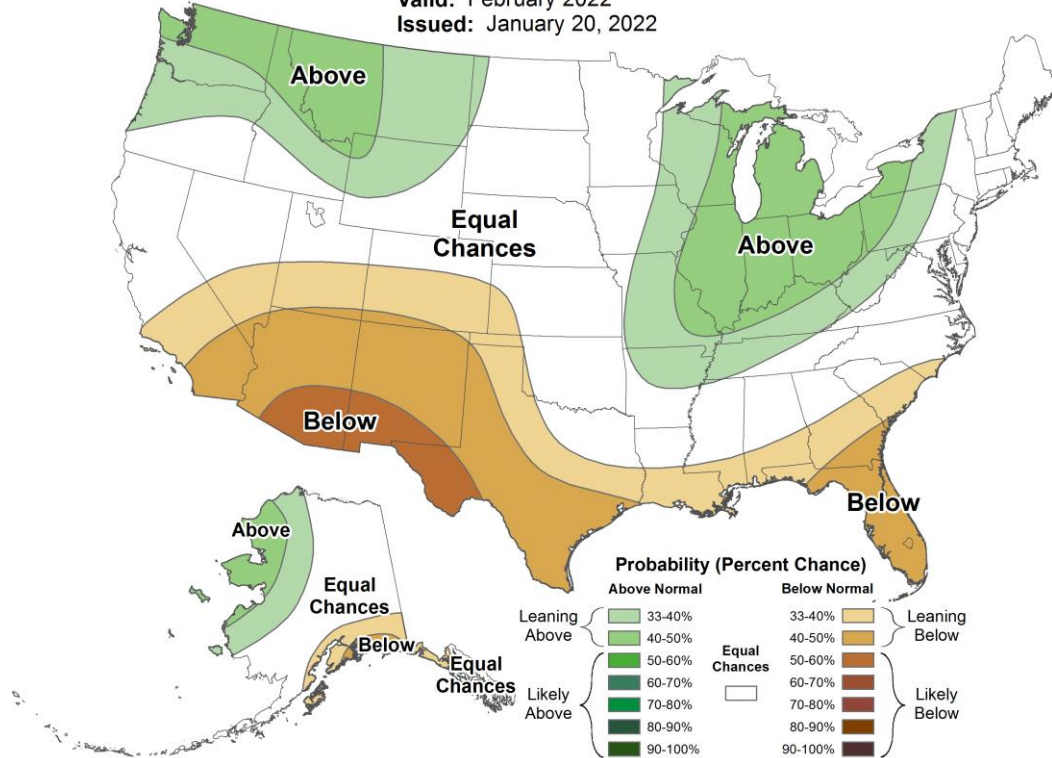 Valid: February 2022
Issued: January 20, 2022
Above
Equal
Chances
Above
Below
Below
Above
Equal
Chances
Below
Equal
Chances
Probability (Percent Chance)
Above Normal
Below Normal
Leaning
Above
33-40%
40-50%
Likely
Above
50-60%
60-70%
70-80%
80-90%
90-100%
Equal
Chances
33-40%
40-50%
Leaning
Below
50-60%
60-70%
70-80%
80-90%
90-100%
Likely
Below